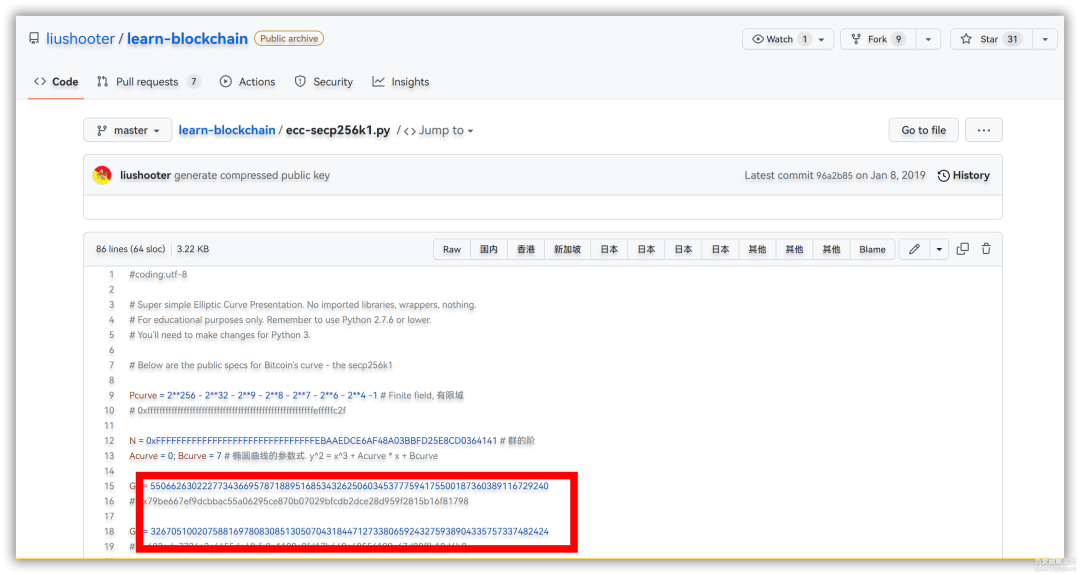 liushooter / learn-blockchain Public archive
Watch 1 Fork 9 Star 31
Code Pull requests 7 Actions Security Insights
master learn-blockchain / ecc-secp256k1.py / Jump to Go to file ...
liushooter generate compressed public key Latest commit 96a2b85 on Jan 8, 2019 History
86 lines (64 sloc) 3.22 KB Raw 国内 香港 新加坡 日本 日本 日本 日本 其他 其他 其他 Blame
1 #coding:utf-8
2
3 # Super simple Elliptic Curve Presentation. No imported libraries, wrappers, nothing.
4 # For educational purposes only. Remember to use Python 2.7.6 or lower.
5 # You'll need to make changes for Python 3.
6
7 # Below are the public specs for Bitcoin's curve - the secp256k1
8
9 Pcurve = 2**256 - 2**32 - 2**9 - 2**8 - 2**7 - 2**6 - 2**4 -1 # Finite field, 有限域
10 # 0xfffffffffffffffffffffffffffffffffffffffffffffffffffffffefffffc2f
11
12 N = 0xFFFFFFFFFFFFFFFFFFFFFFFFFFFFFFFEBAAEDCE6AF48A03BBFD25E8CD0364141 # 群的阶
13 Acurve = 0; Bcurve = 7 # 椭圆曲线的参数式. y^2 = x^3 + Acurve * x + Bcurve
14
15 G = 55066263022277343669578718895168534326250603453777594175500187360389116729240
16 # x79be667ef9dcbbac55a06295ce870b07029bfcdb2dce28d959f2815b16f81798
17
18 G = 32670510020758816978083085130507043184471273380659243275938904335757337482424
19